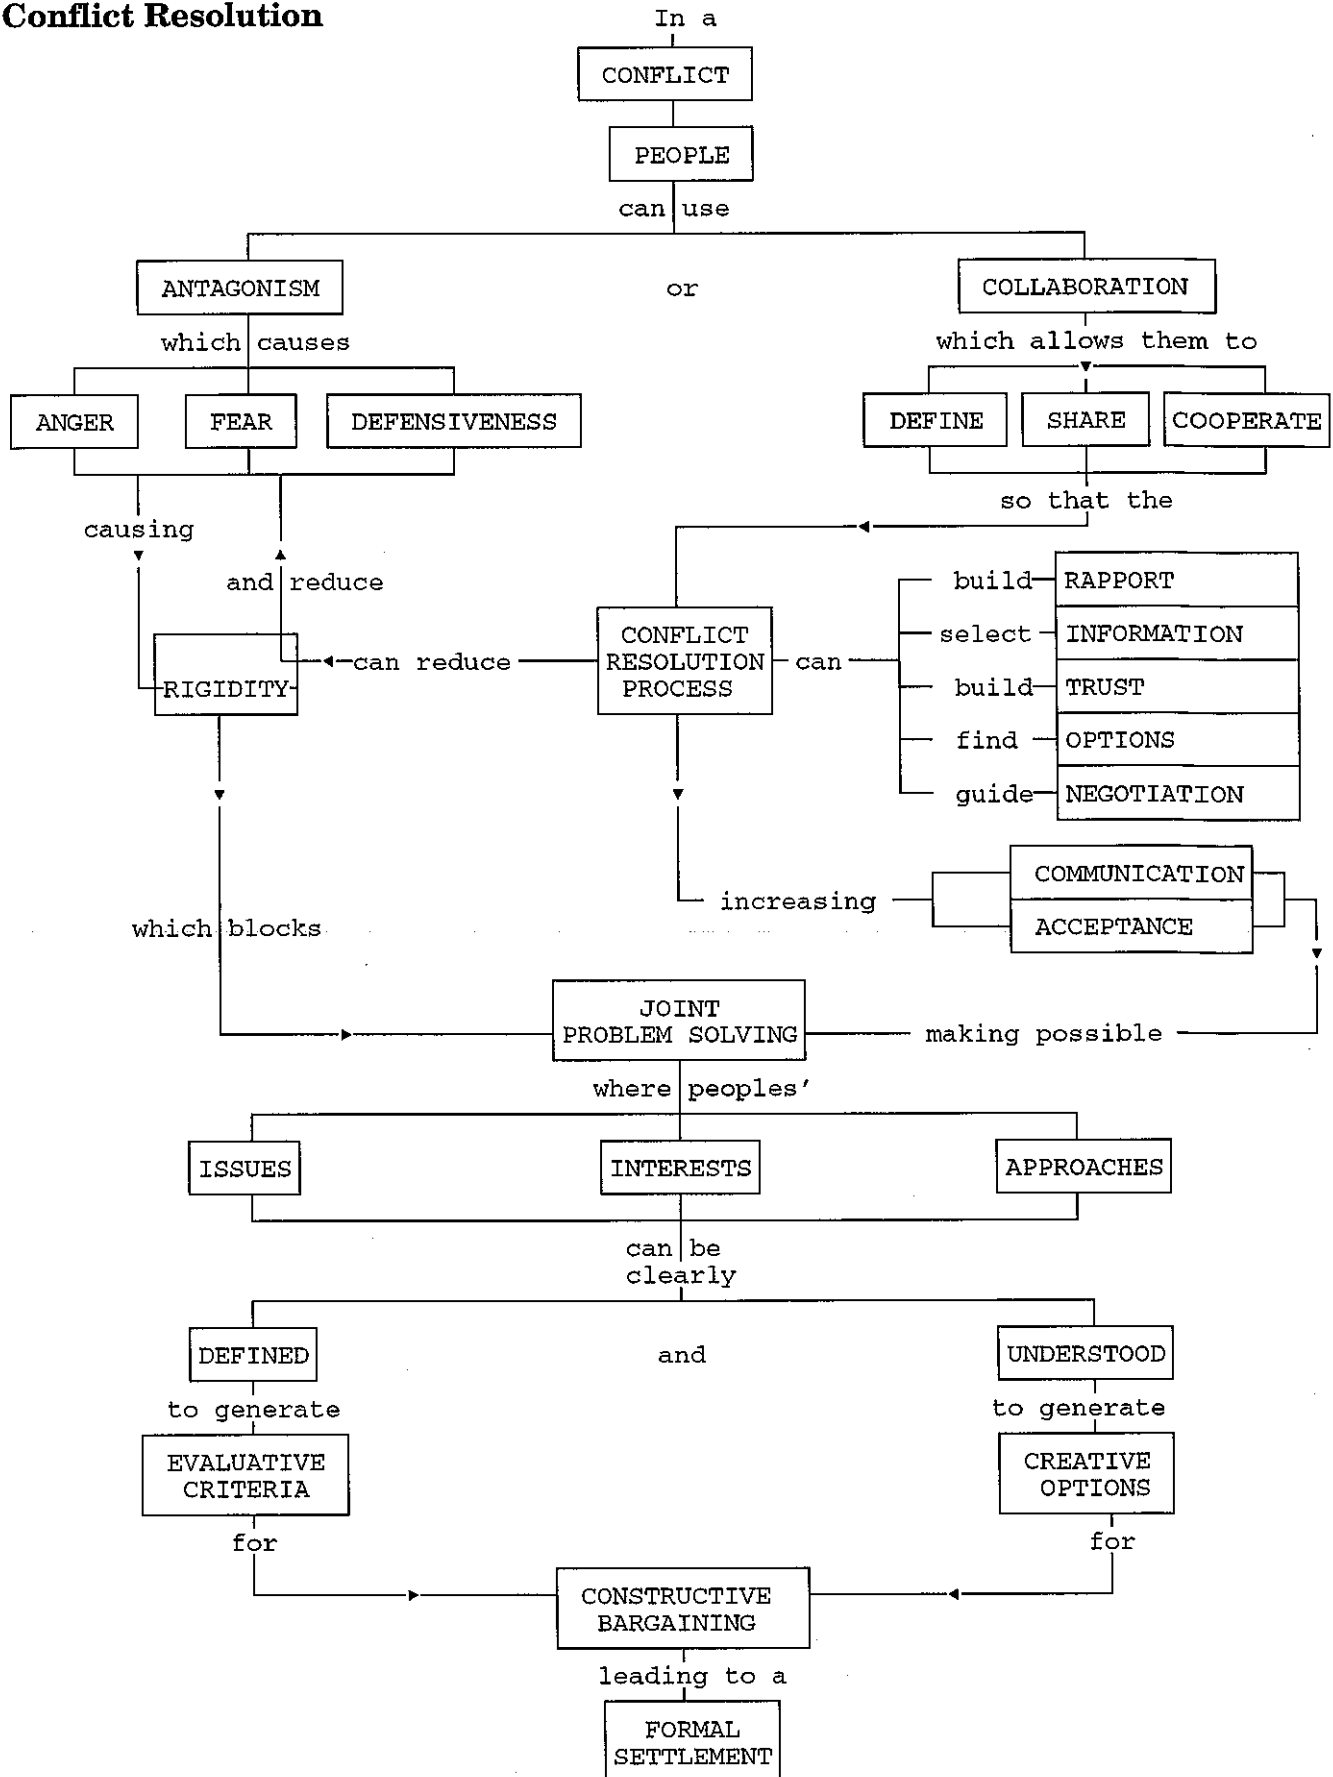 Conflict Resolution
In a
CONFLICT
PEOPLE
can use
ANTAGONISM
or
COLLABORATION
which causes
which allows them to
ANGER
FEAR
DEFENSIVENESS
DEFINE
SHARE
COOPERATE
so that the
causing
and reduce
build RAPPORT
select INFORMATION
build TRUST
find OPTIONS
guide NEGOTIATION
CONFLICT
RESOLUTION
PROCESS
can
can reduce
RIGIDITY
increasing
COMMUNICATION
ACCEPTANCE
which blocks
JOINT
PROBLEM SOLVING
making possible
where peoples'
ISSUES
INTERESTS
APPROACHES
can be
clearly
DEFINED
and
UNDERSTOOD
to generate
to generate
EVALUATIVE
CRITERIA
CREATIVE
OPTIONS
for
for
CONSTRUCTIVE
BARGAINING
leading to a
FORMAL
SETTLEMENT